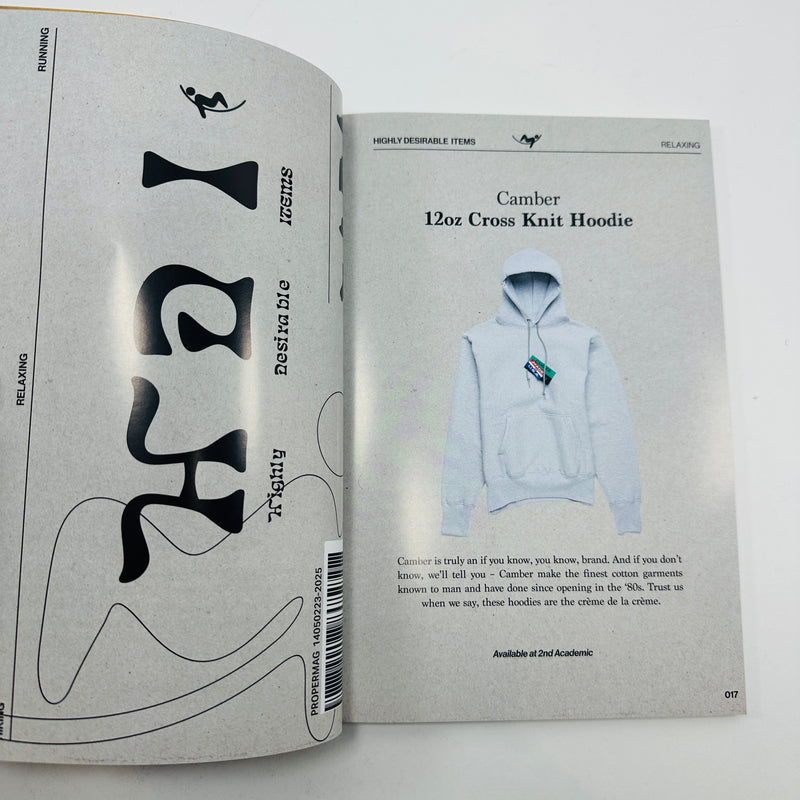 RUNNING
RELAXING
H D I
Highly Desirable Items
PROPERMAG 14050223-2025
HIGHLY DESIRABLE ITEMS
RELAXING
Camber
12oz Cross Knit Hoodie
Camber is truly an if you know, you know, brand. And if you don't
know, we'll tell you – Camber make the finest cotton garments
known to man and have done since opening in the '80s. Trust us
when we say, these hoodies are the crème de la crème.
Available at 2nd Academic
017